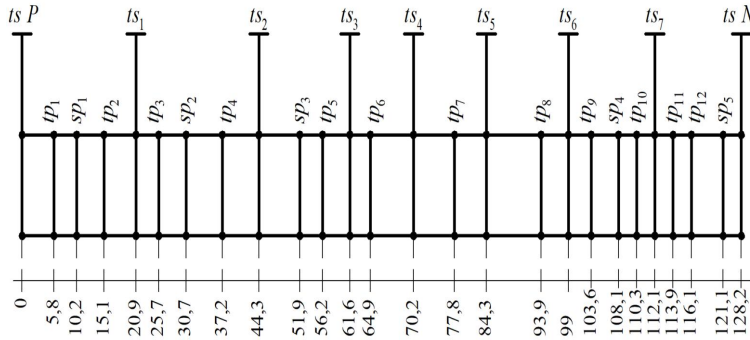 ts P ts₁ ts₂ ts₃ ts₄ ts₅ ts₆ ts₇ ts N
tp₁ sp₁ tp₂ tp₃ sp₂ tp₄ sp₃ tp₅ tp₆ tp₇ tp₈ tp₉ sp₄ tp₁₀ tp₁₁ tp₁₂ sp₅
0 5,8 10,2 15,1 20,9 25,7 30,7 37,2 44,3 51,9 56,2 61,6 64,9 70,2 77,8 84,3 93,9 99 103,6 108,1 110,3 112,1 113,9 116,1 121,1 128,2